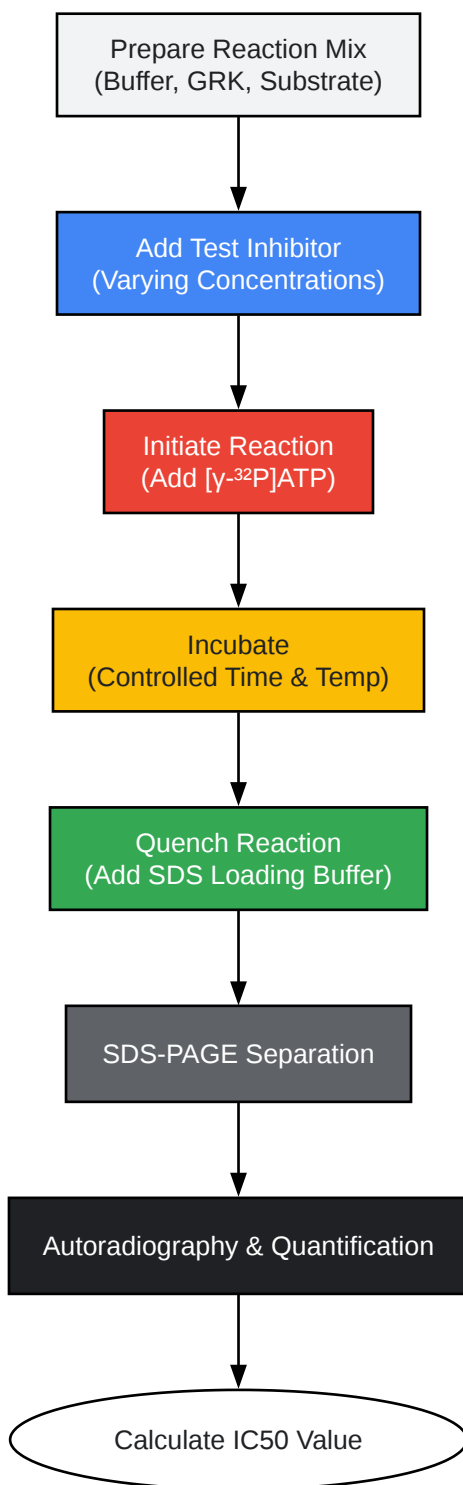 Prepare Reaction Mix
(Buffer, GRK, Substrate)
Add Test Inhibitor
(Varying Concentrations)
Initiate Reaction
(Add [γ-³²P]ATP)
Incubate
(Controlled Time & Temp)
Quench Reaction
(Add SDS Loading Buffer)
SDS-PAGE Separation
Autoradiography & Quantification
Calculate IC50 Value